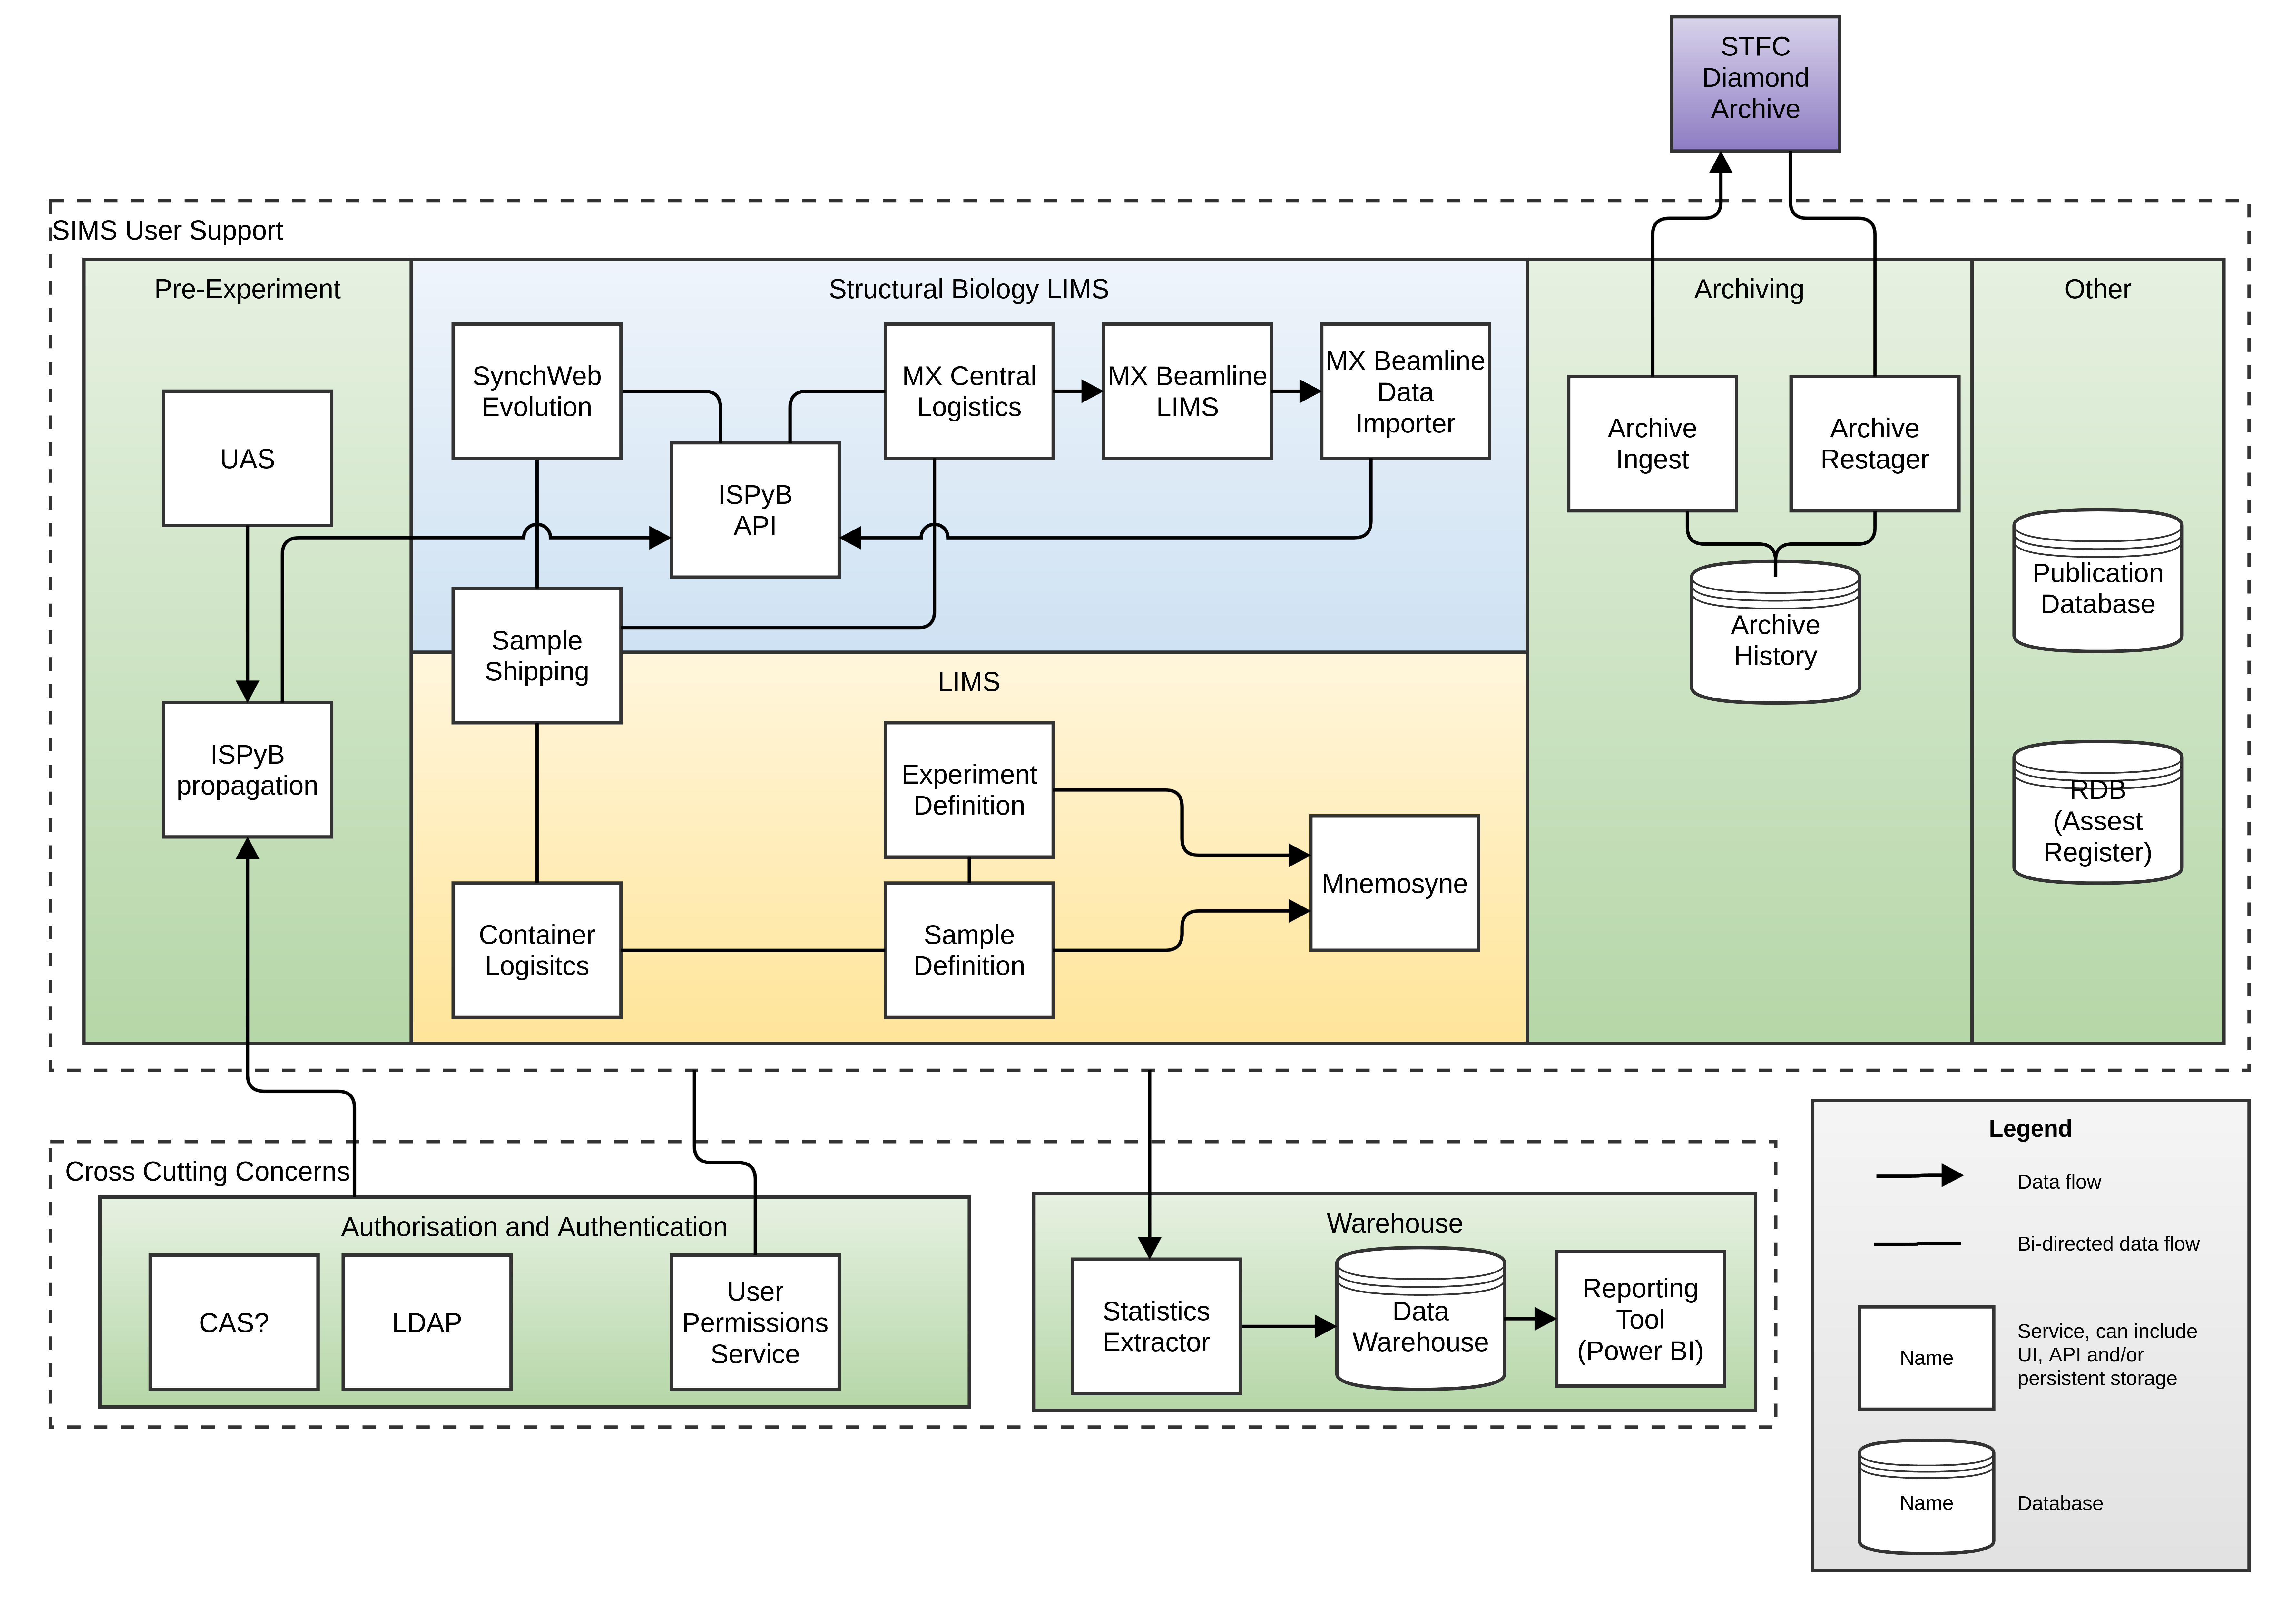 STFC
Diamond
Archive
SIMS User Support
Pre-Experiment
Structural Biology LIMS
Archiving
Other
SynchWeb
Evolution
MX Central
Logistics
MX Beamline
LIMS
MX Beamline
Data
Importer
UAS
ISPyB
API
Archive
Ingest
Archive
Restager
Publication
Database
Archive
History
Sample
Shipping
LIMS
ISPyB
propagation
Experiment
Definition
RDB
(Assest
Register)
Mnemosyne
Container
Logisitcs
Sample
Definition
Cross Cutting Concerns
Authorisation and Authentication
CAS?
LDAP
User
Permissions
Service
Warehouse
Statistics
Extractor
Data
Warehouse
Reporting
Tool
(Power BI)
Legend
Data flow
Bi-directed data flow
Name
Service, can include
UI, API and/or
persistent storage
Name
Database